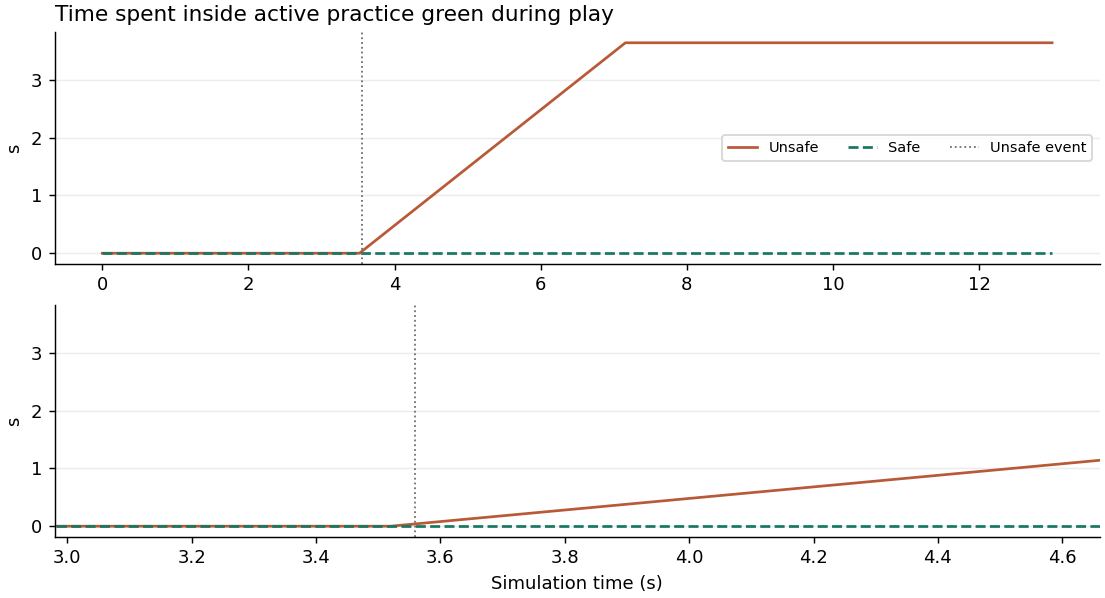 Time spent inside active practice green during play
s
3
2
1
0
Unsafe Safe Unsafe event
0 2 4 6 8 10 12
s
3
2
1
0
3.0 3.2 3.4 3.6 3.8 4.0 4.2 4.4 4.6
Simulation time (s)